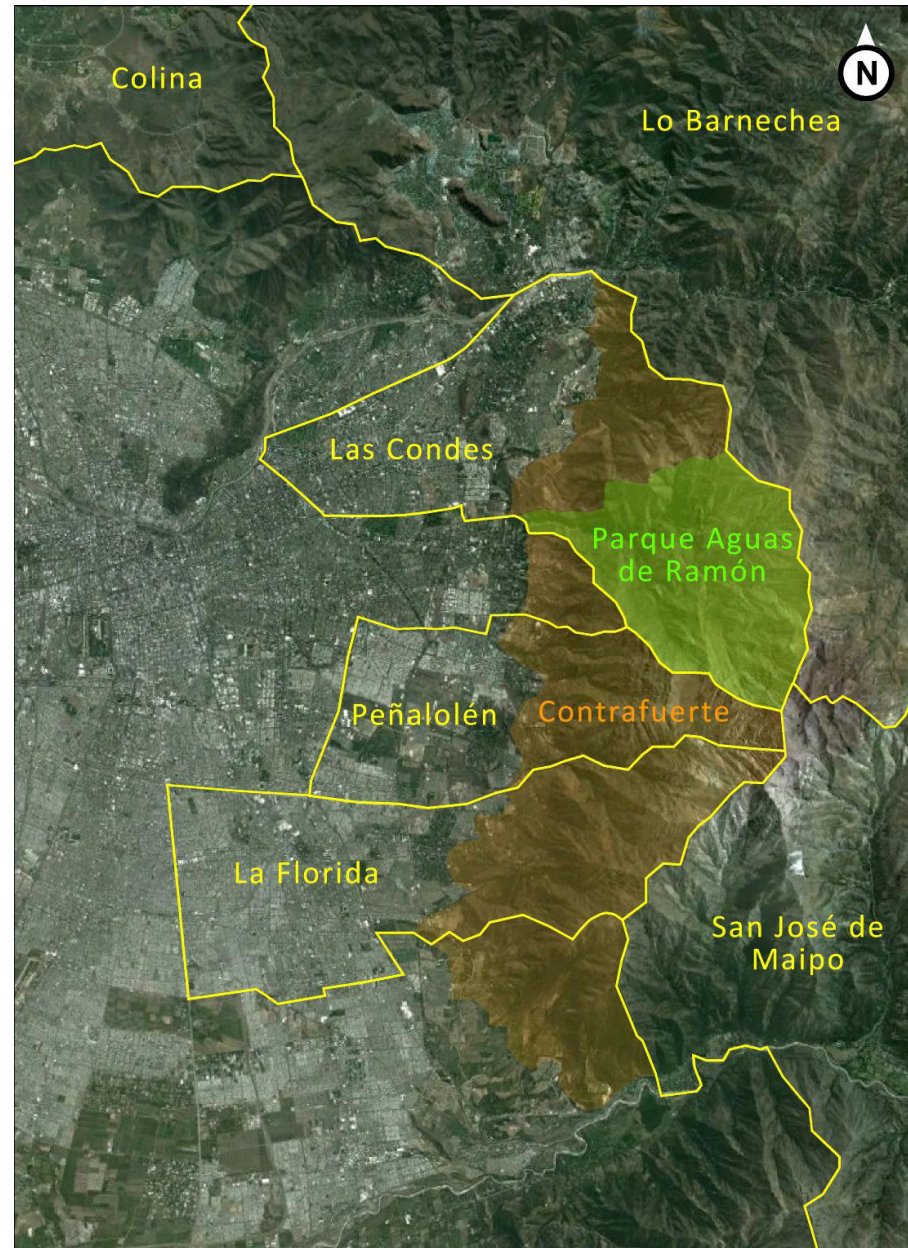 Colina
N
Lo Barnechea
Las Condes
Parque Aguas
de Ramón
Peñalolén
Contrafuerte
La Florida
San José de
Maipo